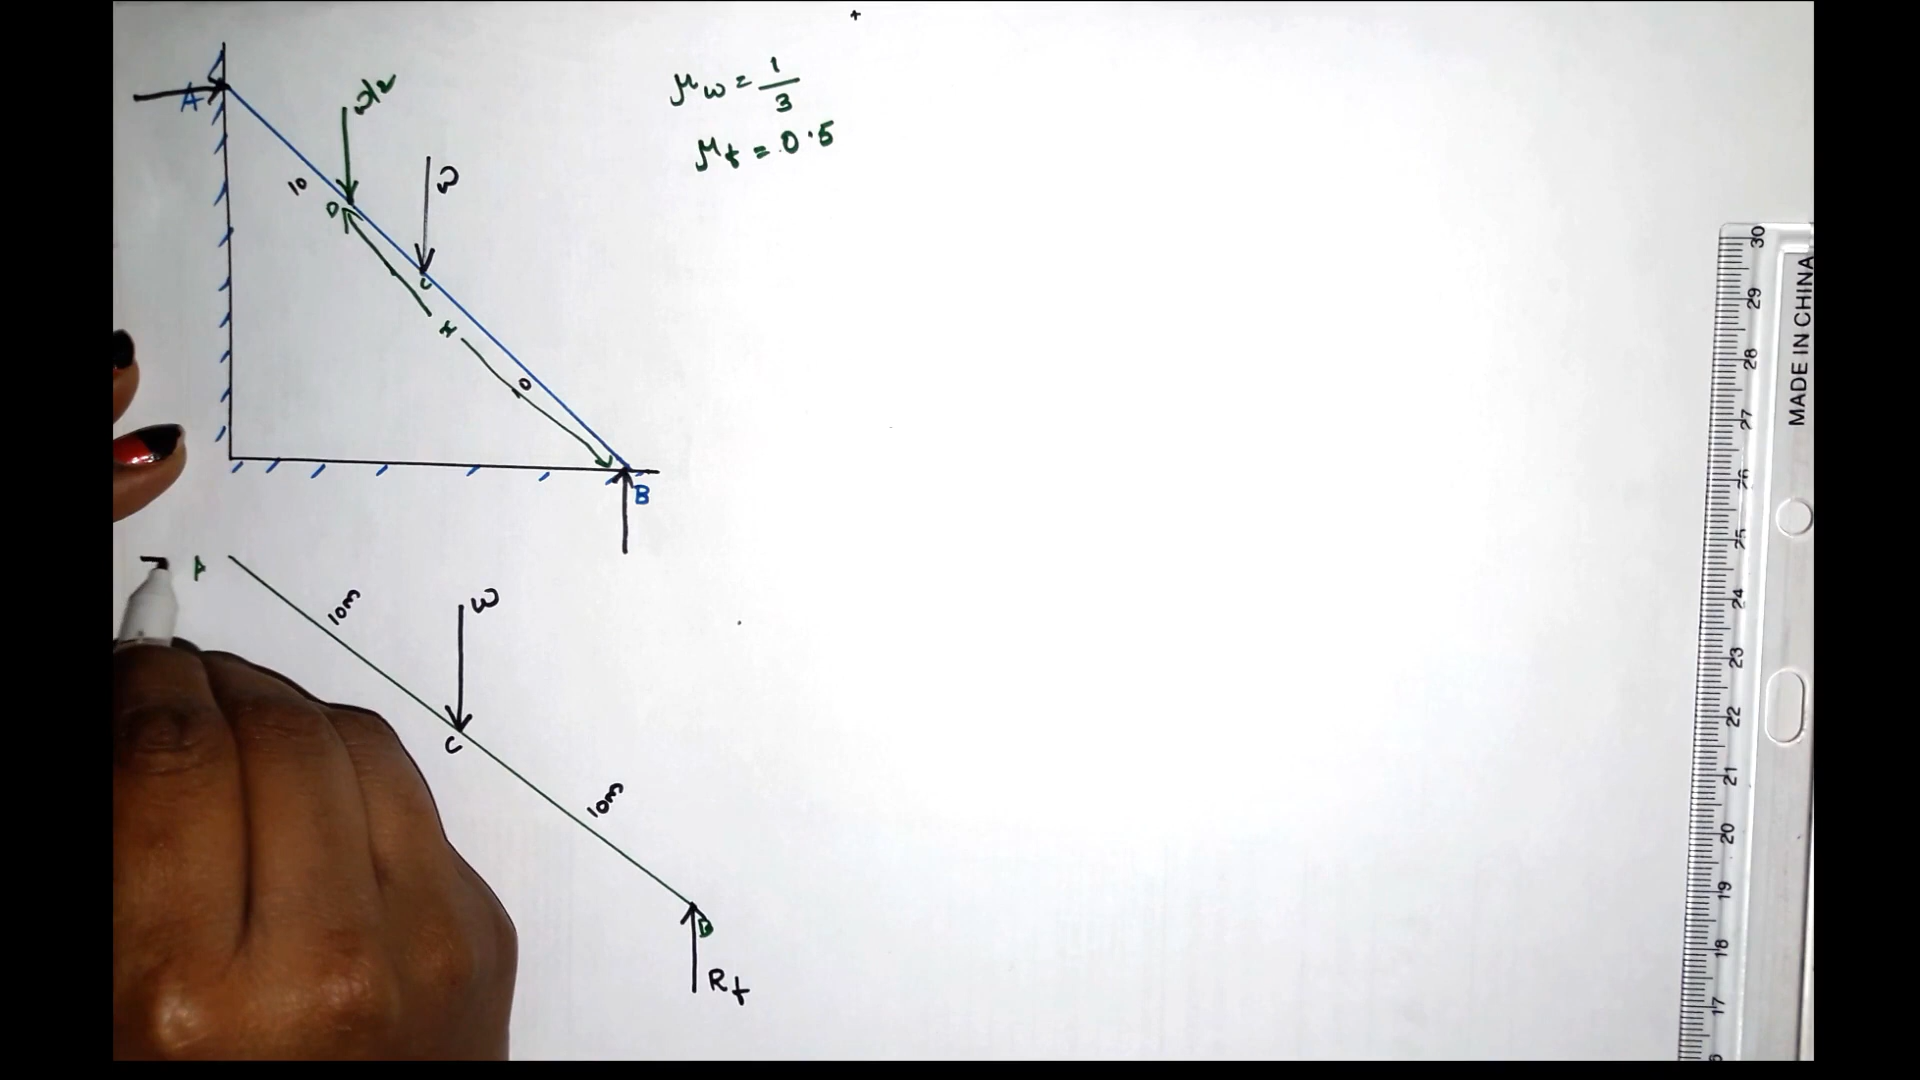 μw = 1/3
μf = 0.5
A
W/2
10
D
W
C
x
B
A
10m
W
C
10m
B
Rf
30
29
28
27
26
25
24
23
22
21
20
19
18
17
MADE IN CHINA